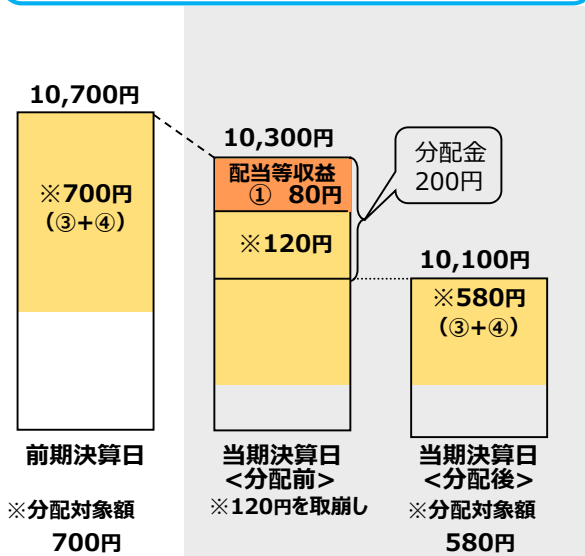 10,700円
※700円
(③+④)
前期決算日
※分配対象額
700円
10,300円
配当等収益
① 80円
※120円
分配金
200円
当期決算日
<分配前>
※120円を取崩し
10,100円
※580円
(③+④)
当期決算日
<分配後>
※分配対象額
580円